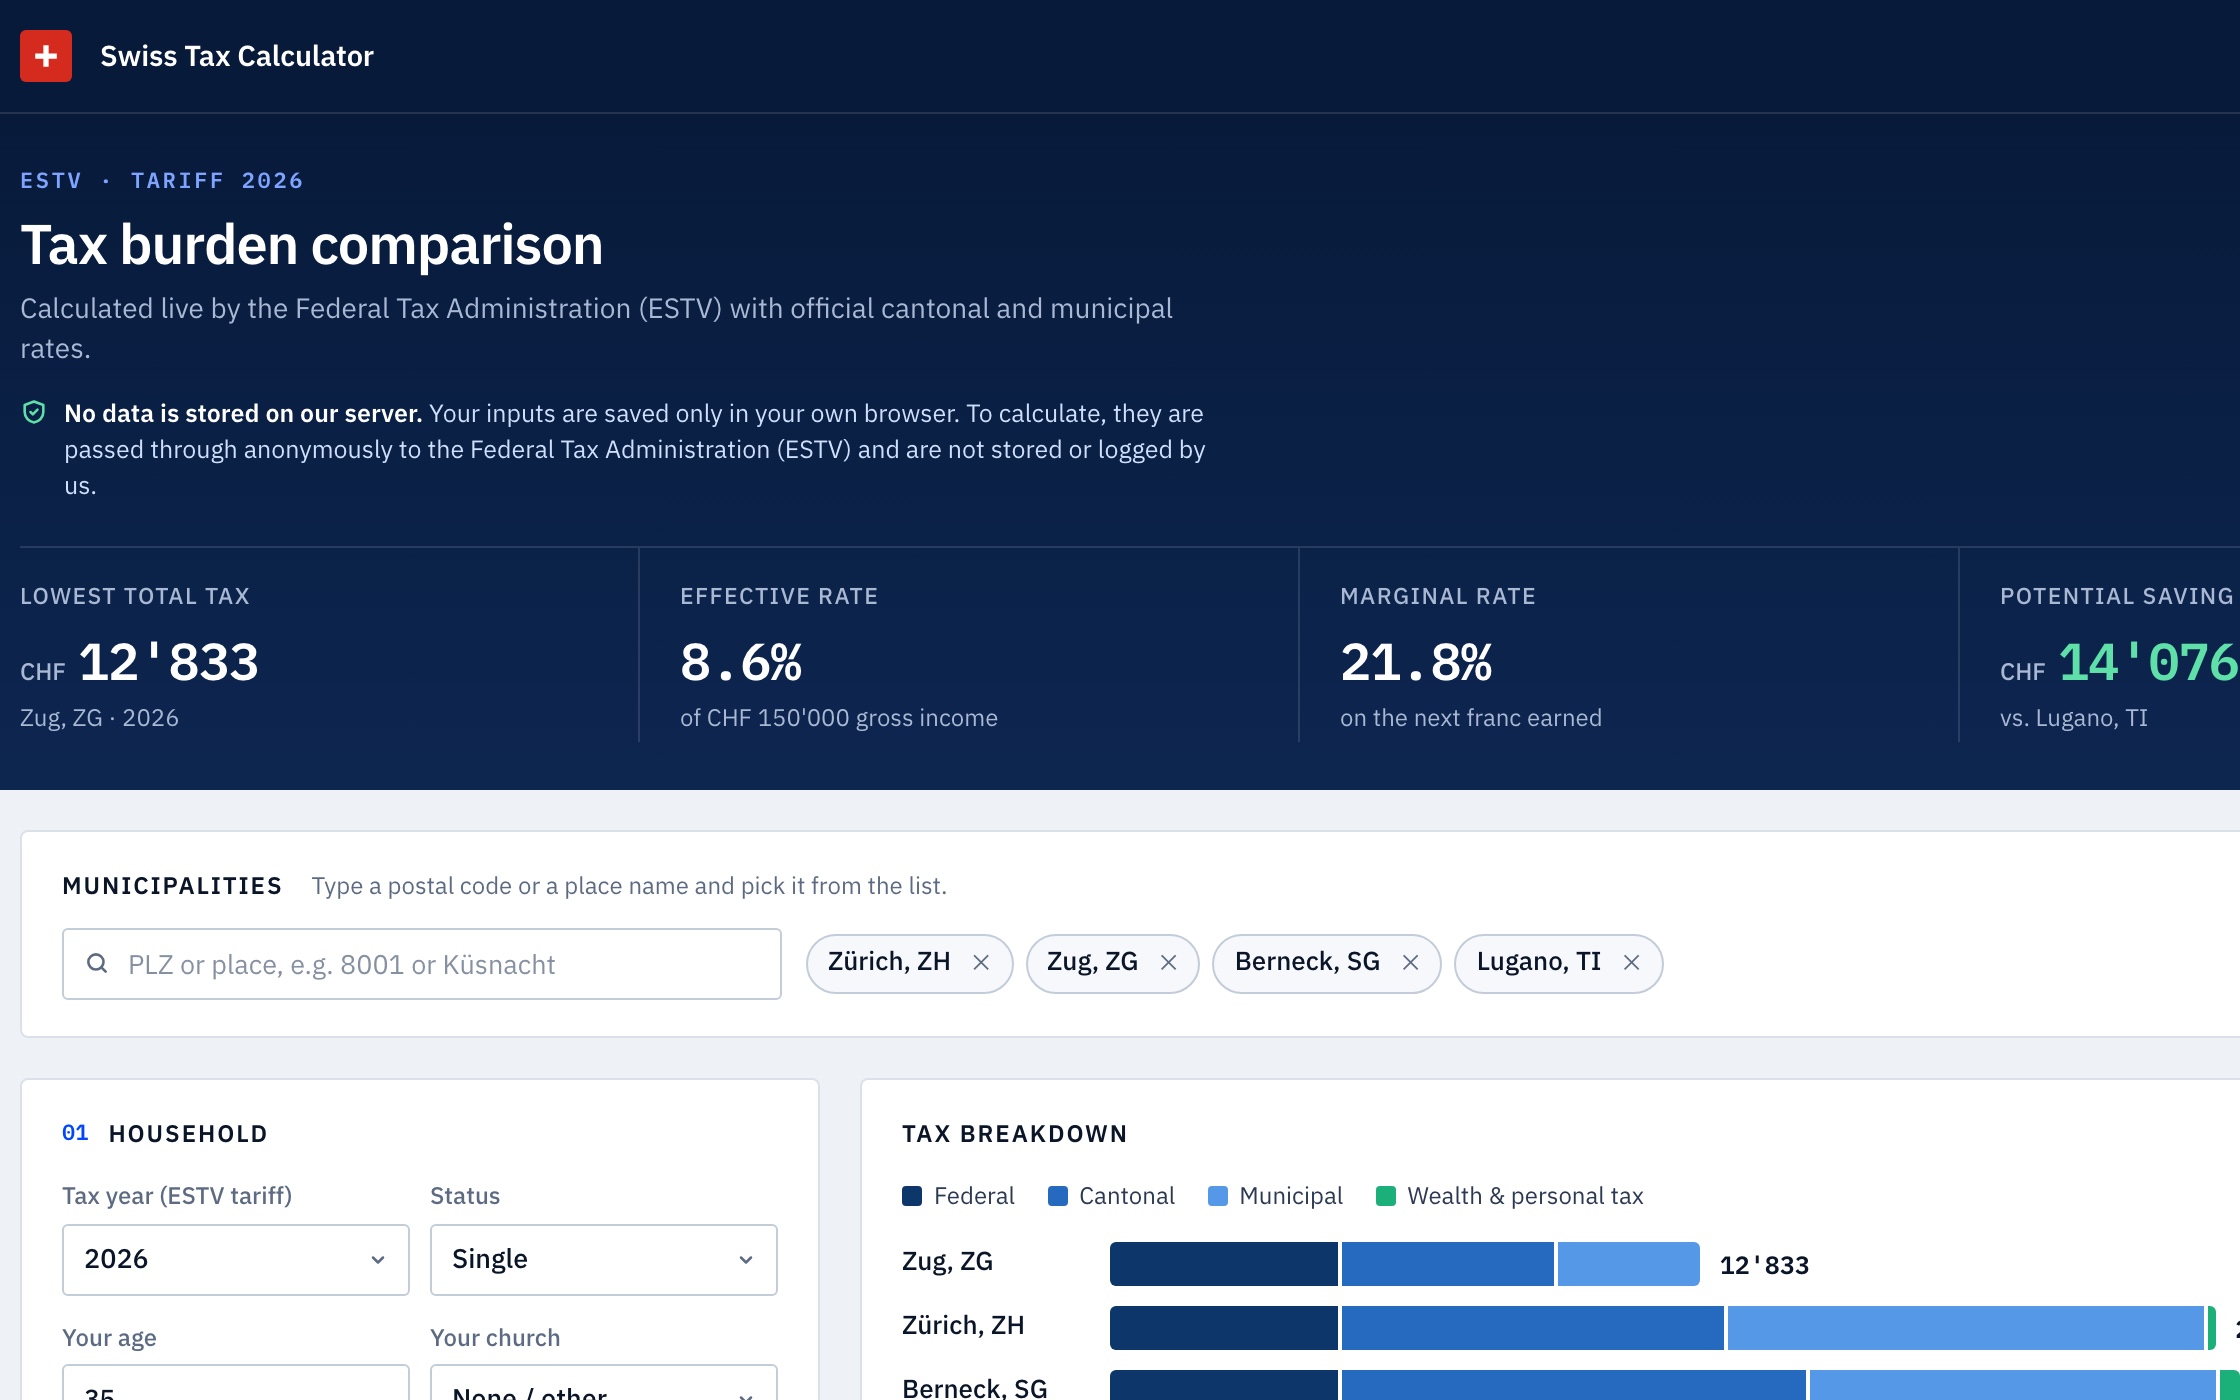 Swiss Tax Calculator
ESTV · TARIFF 2026
Tax burden comparison
Calculated live by the Federal Tax Administration (ESTV) with official cantonal and municipal
rates.
No data is stored on our server. Your inputs are saved only in your own browser. To calculate, they are
passed through anonymously to the Federal Tax Administration (ESTV) and are not stored or logged by
us.
LOWEST TOTAL TAX
CHF 12'833
Zug, ZG · 2026
EFFECTIVE RATE
8.6%
of CHF 150'000 gross income
MARGINAL RATE
21.8%
on the next franc earned
POTENTIAL SAVING
CHF 14'076
vs. Lugano, TI
MUNICIPALITIES Type a postal code or a place name and pick it from the list.
PLZ or place, e.g. 8001 or Küsnacht
Zürich, ZH
Zug, ZG
Berneck, SG
Lugano, TI
01 HOUSEHOLD
Tax year (ESTV tariff)
2026
Status
Single
Your age
35
Your church
None / other
TAX BREAKDOWN
Federal
Cantonal
Municipal
Wealth & personal tax
Zug, ZG 12'833
Zürich, ZH
Berneck, SG